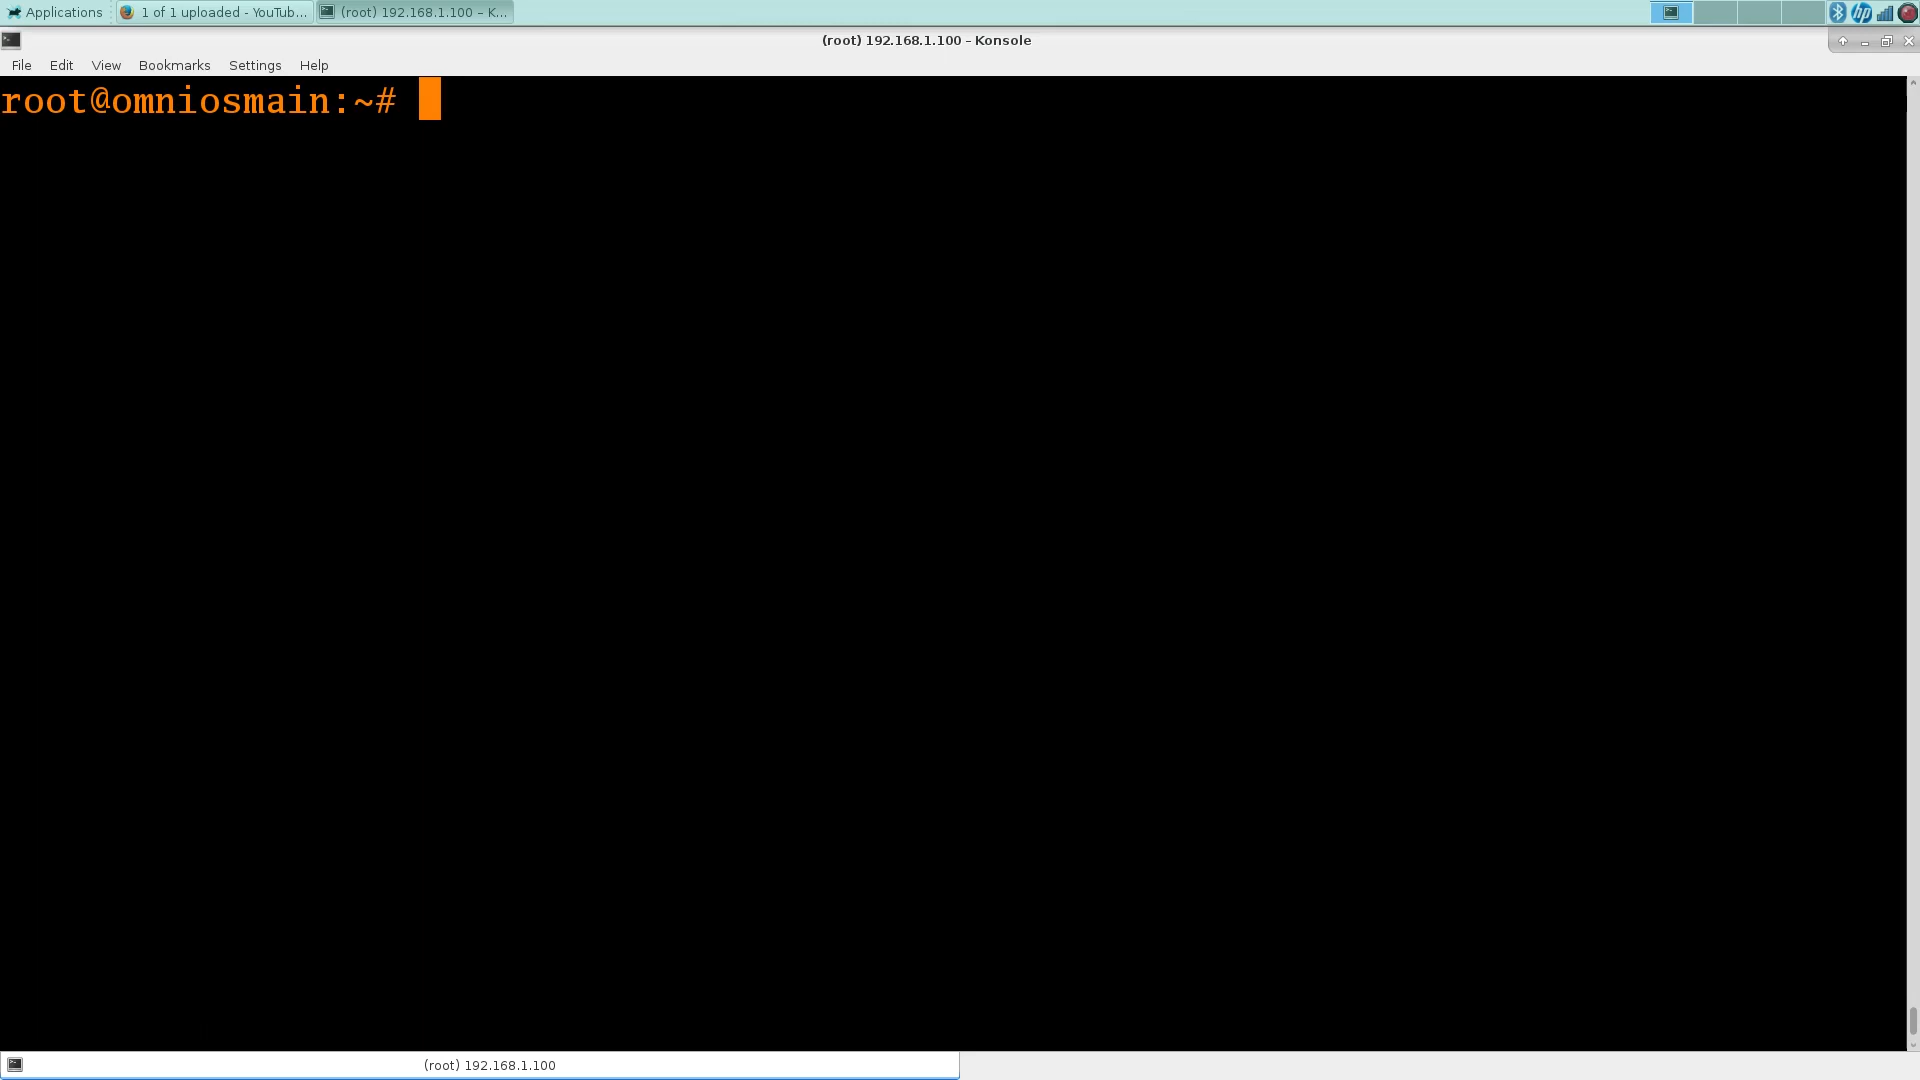 Applications
1 of 1 uploaded - YouTub...
(root) 192.168.1.100 – K...
hp
(root) 192.168.1.100 – Konsole
File Edit View Bookmarks Settings Help
root@omniosmain:~#
(root) 192.168.1.100